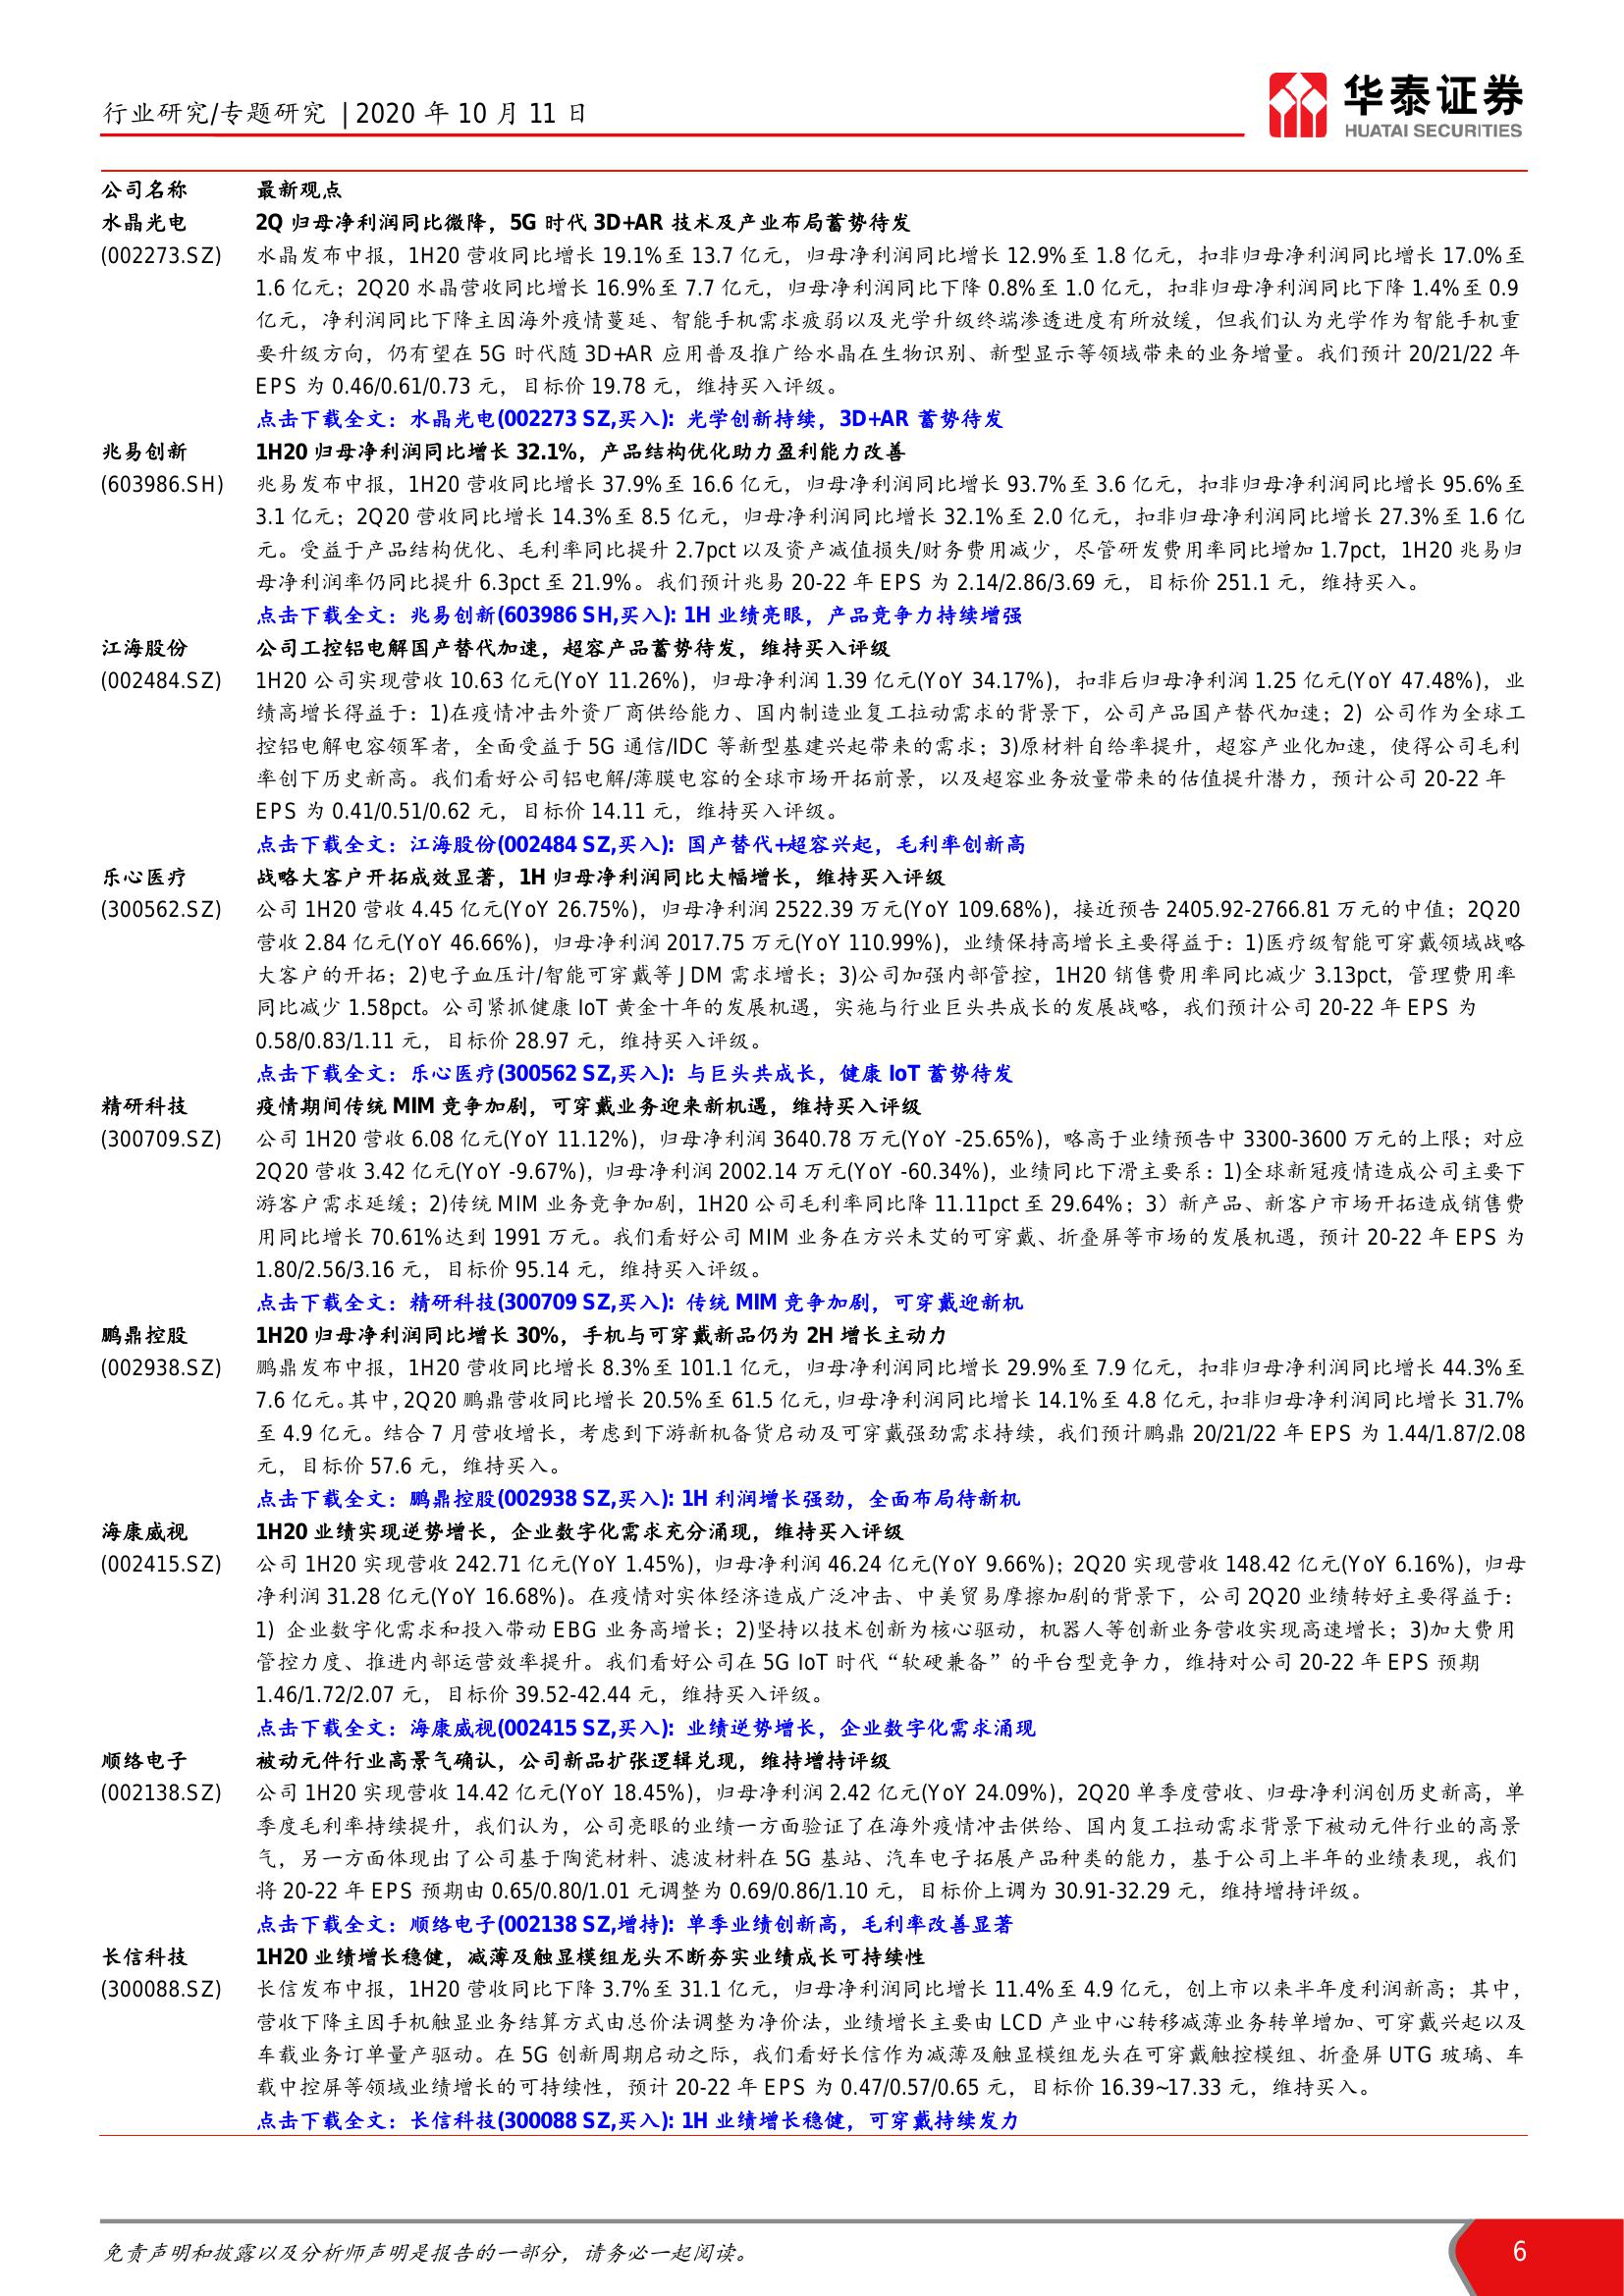 行业研究/专题研究 | 2020 年 10 月 11 日
华泰证券
HUATAI SECURITIES
公司名称 最新观点
水晶光电 2Q 归母净利润同比微降，5G 时代 3D+AR 技术及产业布局蓄势待发
(002273.SZ) 水晶发布中报，1H20 营收同比增长 19.1%至 13.7 亿元，归母净利润同比增长 12.9%至 1.8 亿元，扣非归母净利润同比增长 17.0%至
1.6 亿元；2Q20 水晶营收同比增长 16.9%至 7.7 亿元，归母净利润同比下降 0.8%至 1.0 亿元，扣非归母净利润同比下降 1.4%至 0.9
亿元，净利润同比下降主因海外疫情蔓延、智能手机需求疲弱以及光学升级终端渗透进度有所放缓，但我们认为光学作为智能手机重
要升级方向，仍有望在 5G 时代随 3D+AR 应用普及推广给水晶在生物识别、新型显示等领域带来的业务增量。我们预计 20/21/22 年
EPS 为 0.46/0.61/0.73 元，目标价 19.78 元，维持买入评级。
点击下载全文：水晶光电(002273 SZ,买入): 光学创新持续，3D+AR 蓄势待发
兆易创新 1H20 归母净利润同比增长 32.1%，产品结构优化助力盈利能力改善
(603986.SH) 兆易发布中报，1H20 营收同比增长 37.9%至 16.6 亿元，归母净利润同比增长 93.7%至 3.6 亿元，扣非归母净利润同比增长 95.6%至
3.1 亿元；2Q20 营收同比增长 14.3%至 8.5 亿元，归母净利润同比增长 32.1%至 2.0 亿元，扣非归母净利润同比增长 27.3%至 1.6 亿
元。受益于产品结构优化、毛利率同比提升 2.7pct 以及资产减值损失/财务费用减少，尽管研发费用率同比增加 1.7pct，1H20 兆易归
母净利润率仍同比提升 6.3pct 至 21.9%。我们预计兆易 20-22 年 EPS 为 2.14/2.86/3.69 元，目标价 251.1 元，维持买入。
点击下载全文：兆易创新(603986 SH,买入): 1H 业绩亮眼，产品竞争力持续增强
江海股份 公司工控铝电解国产替代加速，超容产品蓄势待发，维持买入评级
(002484.SZ) 1H20 公司实现营收 10.63 亿元(YoY 11.26%)，归母净利润 1.39 亿元(YoY 34.17%)，扣非后归母净利润 1.25 亿元(YoY 47.48%)，业
绩高增长得益于：1)在疫情冲击外资厂商供给能力、国内制造业复工拉动需求的背景下，公司产品国产替代加速；2) 公司作为全球工
控铝电解电容领军者，全面受益于 5G 通信/IDC 等新型基建兴起带来的需求；3)原材料自给率提升，超容产业化加速，使得公司毛利
率创下历史新高。我们看好公司铝电解/薄膜电容的全球市场开拓前景，以及超容业务放量带来的估值提升潜力，预计公司 20-22 年
EPS 为 0.41/0.51/0.62 元，目标价 14.11 元，维持买入评级。
点击下载全文：江海股份(002484 SZ,买入): 国产替代+超容兴起，毛利率创新高
乐心医疗 战略大客户开拓成效显著，1H 归母净利润同比大幅增长，维持买入评级
(300562.SZ) 公司 1H20 营收 4.45 亿元(YoY 26.75%)，归母净利润 2522.39 万元(YoY 109.68%)，接近预告 2405.92-2766.81 万元的中值；2Q20
营收 2.84 亿元(YoY 46.66%)，归母净利润 2017.75 万元(YoY 110.99%)，业绩保持高增长主要得益于：1)医疗级智能可穿戴领域战略
大客户的开拓；2)电子血压计/智能可穿戴等 JDM 需求增长；3)公司加强内部管控，1H20 销售费用率同比减少 3.13pct，管理费用率
同比减少 1.58pct。公司紧抓健康 IoT 黄金十年的发展机遇，实施与行业巨头共成长的发展战略，我们预计公司 20-22 年 EPS 为
0.58/0.83/1.11 元，目标价 28.97 元，维持买入评级。
点击下载全文：乐心医疗(300562 SZ,买入): 与巨头共成长，健康 IoT 蓄势待发
精研科技 疫情期间传统 MIM 竞争加剧，可穿戴业务迎来新机遇，维持买入评级
(300709.SZ) 公司 1H20 营收 6.08 亿元(YoY 11.12%)，归母净利润 3640.78 万元(YoY -25.65%)，略高于业绩预告中 3300-3600 万元的上限；对应
2Q20 营收 3.42 亿元(YoY -9.67%)，归母净利润 2002.14 万元(YoY -60.34%)，业绩同比下滑主要系：1)全球新冠疫情造成公司主要下
游客户需求延缓；2)传统 MIM 业务竞争加剧，1H20 公司毛利率同比降 11.11pct 至 29.64%；3）新产品、新客户市场开拓造成销售费
用同比增长 70.61%达到 1991 万元。我们看好公司 MIM 业务在方兴未艾的可穿戴、折叠屏等市场的发展机遇，预计 20-22 年 EPS 为
1.80/2.56/3.16 元，目标价 95.14 元，维持买入评级。
点击下载全文：精研科技(300709 SZ,买入): 传统 MIM 竞争加剧，可穿戴迎新机
鹏鼎控股 1H20 归母净利润同比增长 30%，手机与可穿戴新品仍为 2H 增长主动力
(002938.SZ) 鹏鼎发布中报，1H20 营收同比增长 8.3%至 101.1 亿元，归母净利润同比增长 29.9%至 7.9 亿元，扣非归母净利润同比增长 44.3%至
7.6 亿元。其中，2Q20 鹏鼎营收同比增长 20.5%至 61.5 亿元，归母净利润同比增长 14.1%至 4.8 亿元，扣非归母净利润同比增长 31.7%
至 4.9 亿元。结合 7 月营收增长，考虑到下游新机备货启动及可穿戴强劲需求持续，我们预计鹏鼎 20/21/22 年 EPS 为 1.44/1.87/2.08
元，目标价 57.6 元，维持买入。
点击下载全文：鹏鼎控股(002938 SZ,买入): 1H 利润增长强劲，全面布局待新机
海康威视 1H20 业绩实现逆势增长，企业数字化需求充分涌现，维持买入评级
(002415.SZ) 公司 1H20 实现营收 242.71 亿元(YoY 1.45%)，归母净利润 46.24 亿元(YoY 9.66%)；2Q20 实现营收 148.42 亿元(YoY 6.16%)，归母
净利润 31.28 亿元(YoY 16.68%)。在疫情对实体经济造成广泛冲击、中美贸易摩擦加剧的背景下，公司 2Q20 业绩转好主要得益于：
1) 企业数字化需求和投入带动 EBG 业务高增长；2)坚持以技术创新为核心驱动，机器人等创新业务营收实现高速增长；3)加大费用
管控力度、推进内部运营效率提升。我们看好公司在 5G IoT 时代“软硬兼备”的平台型竞争力，维持对公司 20-22 年 EPS 预期
1.46/1.72/2.07 元，目标价 39.52-42.44 元，维持买入评级。
点击下载全文：海康威视(002415 SZ,买入): 业绩逆势增长，企业数字化需求涌现
顺络电子 被动元件行业高景气确认，公司新品扩张逻辑兑现，维持增持评级
(002138.SZ) 公司 1H20 实现营收 14.42 亿元(YoY 18.45%)，归母净利润 2.42 亿元(YoY 24.09%)，2Q20 单季度营收、归母净利润创历史新高，单
季度毛利率持续提升，我们认为，公司亮眼的业绩一方面验证了在海外疫情冲击供给、国内复工拉动需求背景下被动元件行业的高景
气，另一方面体现出了公司基于陶瓷材料、滤波材料在 5G 基站、汽车电子拓展产品种类的能力，基于公司上半年的业绩表现，我们
将 20-22 年 EPS 预期由 0.65/0.80/1.01 元调整为 0.69/0.86/1.10 元，目标价上调为 30.91-32.29 元，维持增持评级。
点击下载全文：顺络电子(002138 SZ,增持): 单季业绩创新高，毛利率改善显著
长信科技 1H20 业绩增长稳健，减薄及触显模组龙头不断夯实业绩成长可持续性
(300088.SZ) 长信发布中报，1H20 营收同比下降 3.7%至 31.1 亿元，归母净利润同比增长 11.4%至 4.9 亿元，创上市以来半年度利润新高；其中，
营收下降主因手机触显业务结算方式由总价法调整为净价法，业绩增长主要由 LCD 产业中心转移减薄业务转单增加、可穿戴兴起以及
车载业务订单量产驱动。在 5G 创新周期启动之际，我们看好长信作为减薄及触显模组龙头在可穿戴触控模组、折叠屏 UTG 玻璃、车
载中控屏等领域业绩增长的可持续性，预计 20-22 年 EPS 为 0.47/0.57/0.65 元，目标价 16.39~17.33 元，维持买入。
点击下载全文：长信科技(300088 SZ,买入): 1H 业绩增长稳健，可穿戴持续发力
免责声明和披露以及分析师声明是报告的一部分，请务必一起阅读。
6